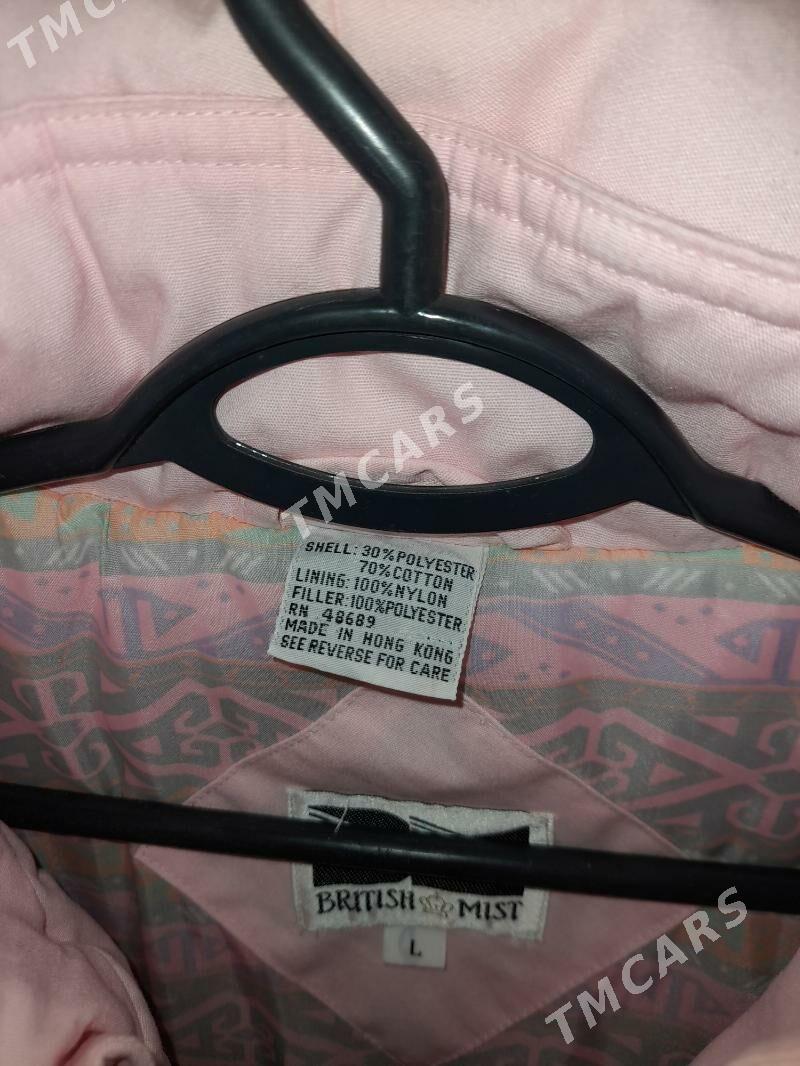 TMCARS
TMCARS
SHELL: 30% POLYESTER
70% COTTON
LINING: 100% NYLON
FILLER: 100% POLYESTER
RN 48689
MADE IN HONG KONG
SEE REVERSE FOR CARE
BRITISH MIST
L
TMCARS